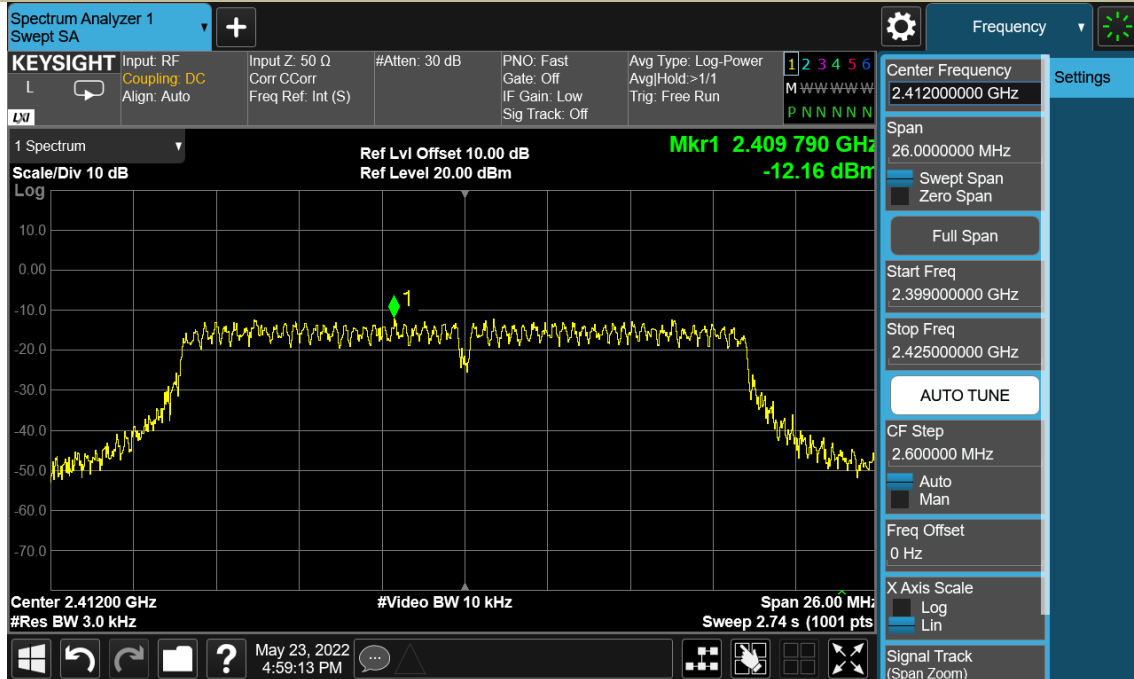 Spectrum Analyzer 1
Swept SA
Frequency
KEYSIGHT
L
LXI
Input: RF
Coupling: DC
Align: Auto
Input Z: 50 Ω
Corr CCorr
Freq Ref: Int (S)
#Atten: 30 dB
PNO: Fast
Gate: Off
IF Gain: Low
Sig Track: Off
Avg Type: Log-Power
Avg|Hold:>1/1
Trig: Free Run
1 2 3 4 5 6
M W W W W W
P N N N N N
1 Spectrum
Scale/Div 10 dB
Log
Ref Lvl Offset 10.00 dB
Ref Level 20.00 dBm
Mkr1 2.409 790 GHz
-12.16 dBm
10.0
0.00
-10.0
-20.0
-30.0
-40.0
-50.0
-60.0
-70.0
1
Center 2.41200 GHz
#Res BW 3.0 kHz
#Video BW 10 kHz
Span 26.00 MHz
Sweep 2.74 s (1001 pts
Center Frequency
2.412000000 GHz
Settings
Span
26.0000000 MHz
Swept Span
Zero Span
Full Span
Start Freq
2.399000000 GHz
Stop Freq
2.425000000 GHz
AUTO TUNE
CF Step
2.600000 MHz
Auto
Man
Freq Offset
0 Hz
X Axis Scale
Log
Lin
Signal Track
(Span Zoom)
?
May 23, 2022
4:59:13 PM